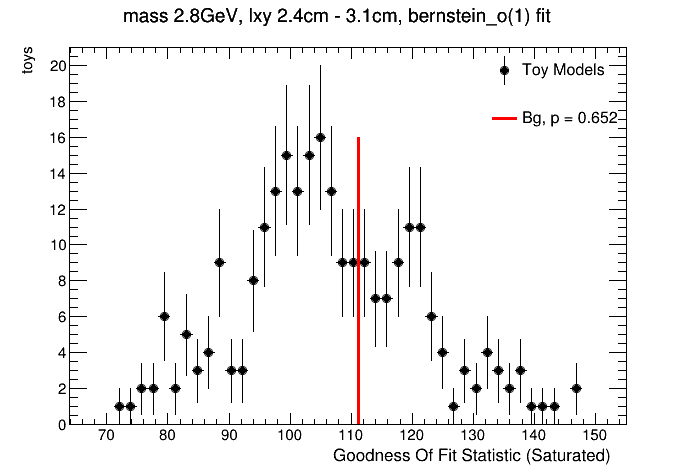 mass 2.8GeV, lxy 2.4cm - 3.1cm, bernstein_o(1) fit
toys
20
18
16
14
12
10
8
6
4
2
0
Toy Models
Bg, p = 0.652
70 80 90 100 110 120 130 140 150
Goodness Of Fit Statistic (Saturated)